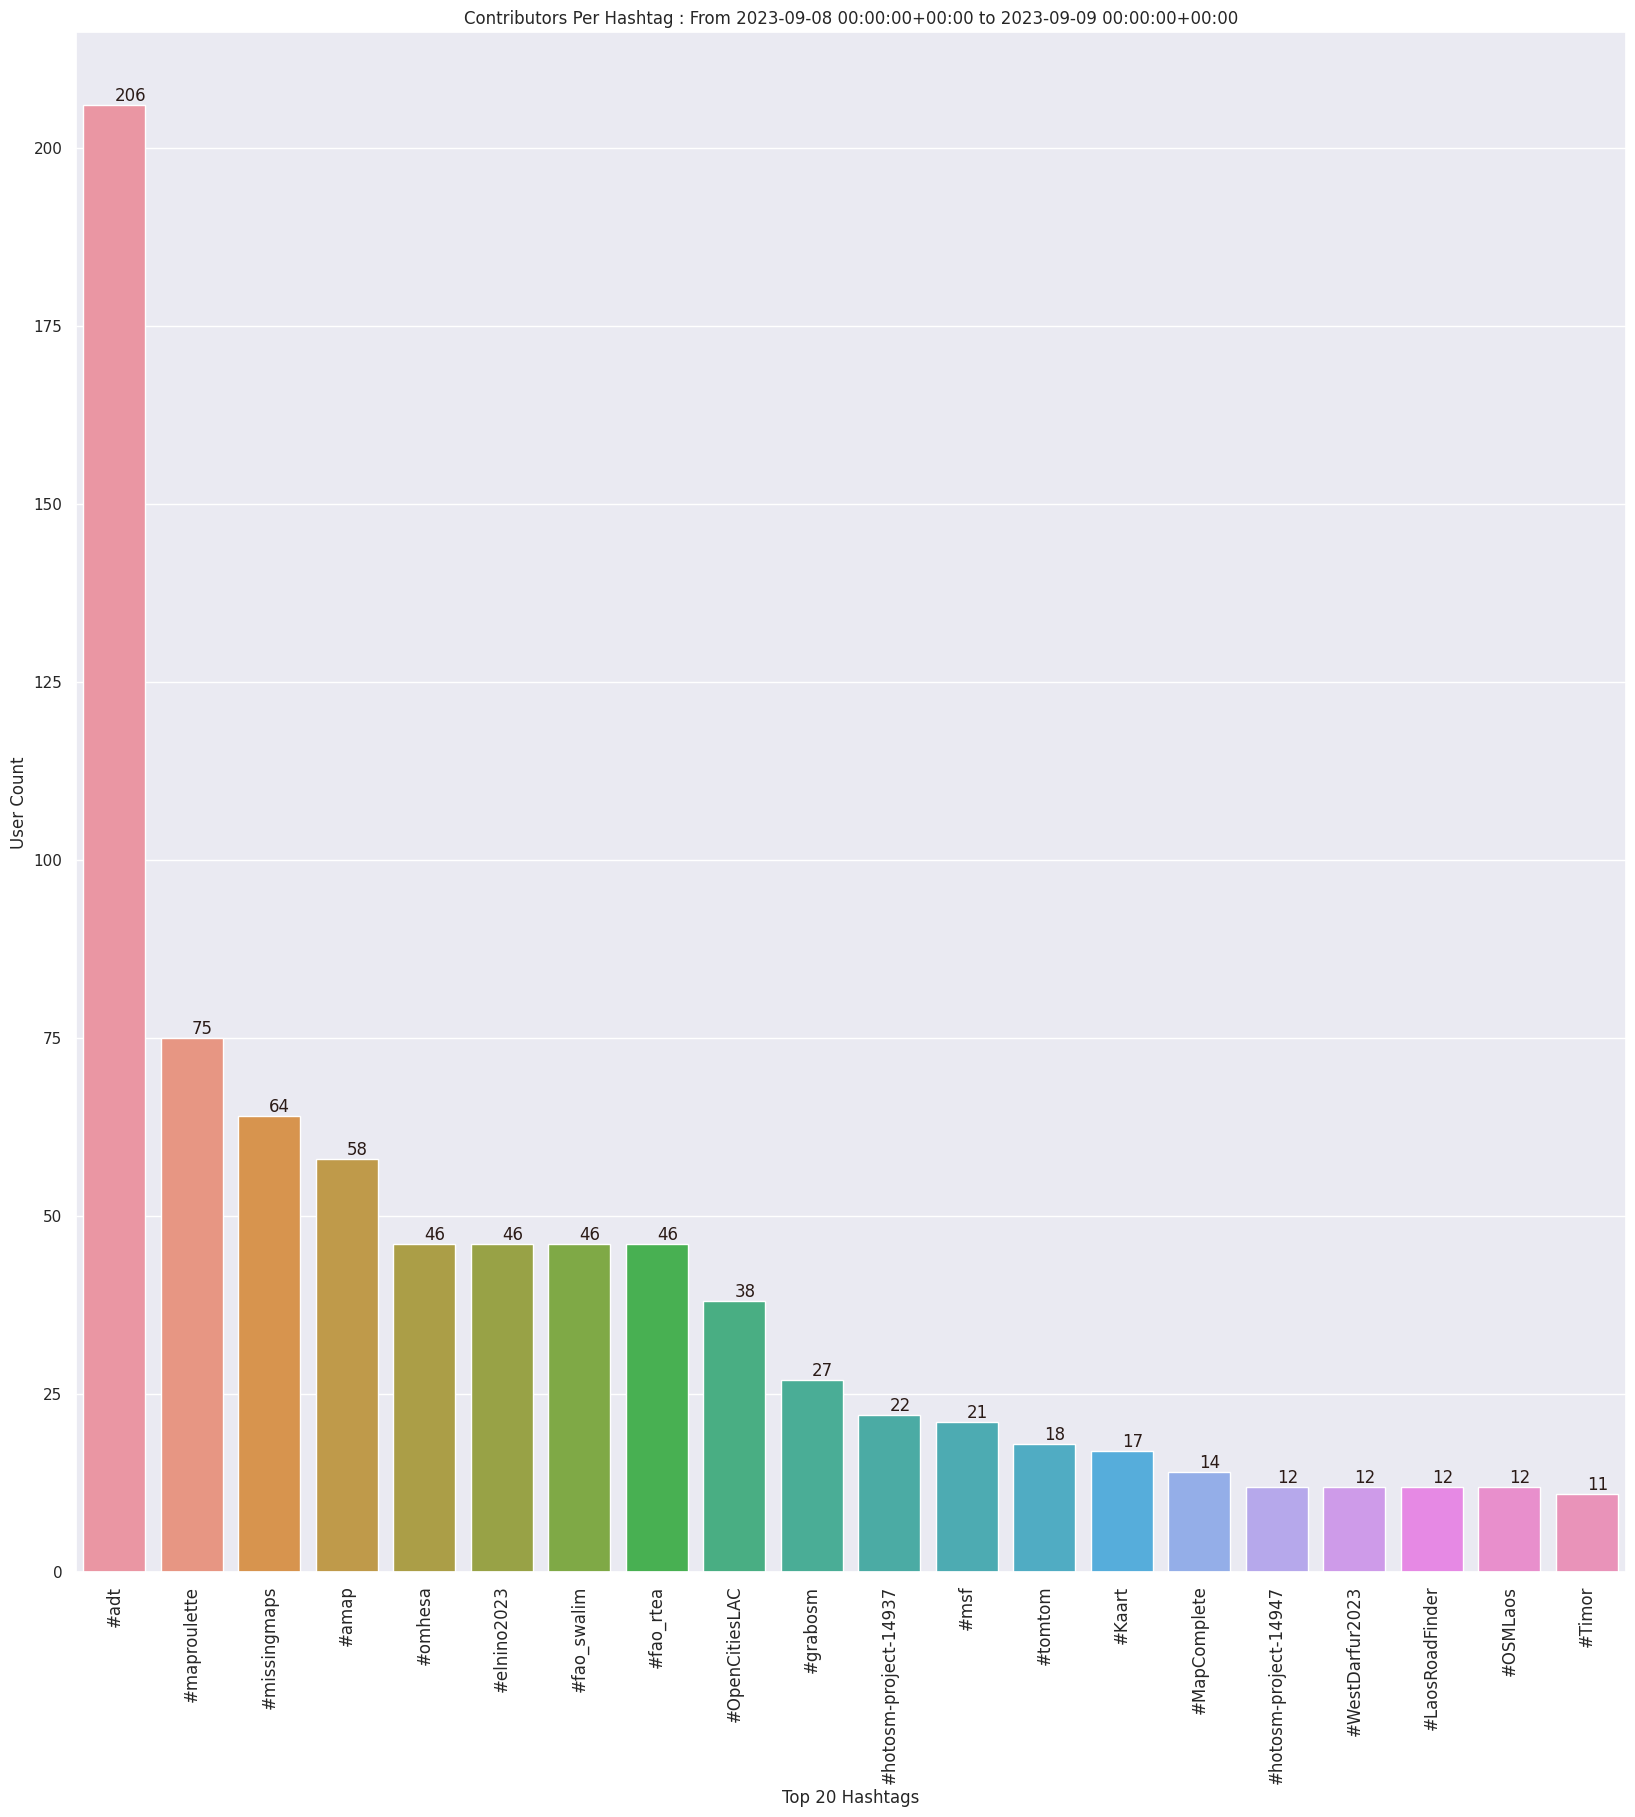 Contributors Per Hashtag : From 2023-09-08 00:00:00+00:00 to 2023-09-09 00:00:00+00:00
User Count
200
175
150
125
100
75
50
25
0
206
75
64
58
46
46
46
46
38
27
22
21
18
17
14
12
12
12
12
11
#adt
#maproulette
#missingmaps
#amap
#omhesa
#elnino2023
#fao_swalim
#fao_rtea
#OpenCitiesLAC
#grabosm
#hotosm-project-14937
#msf
#tomtom
#Kaart
#MapComplete
#hotosm-project-14947
#WestDarfur2023
#LaosRoadFinder
#OSMLaos
#Timor
Top 20 Hashtags